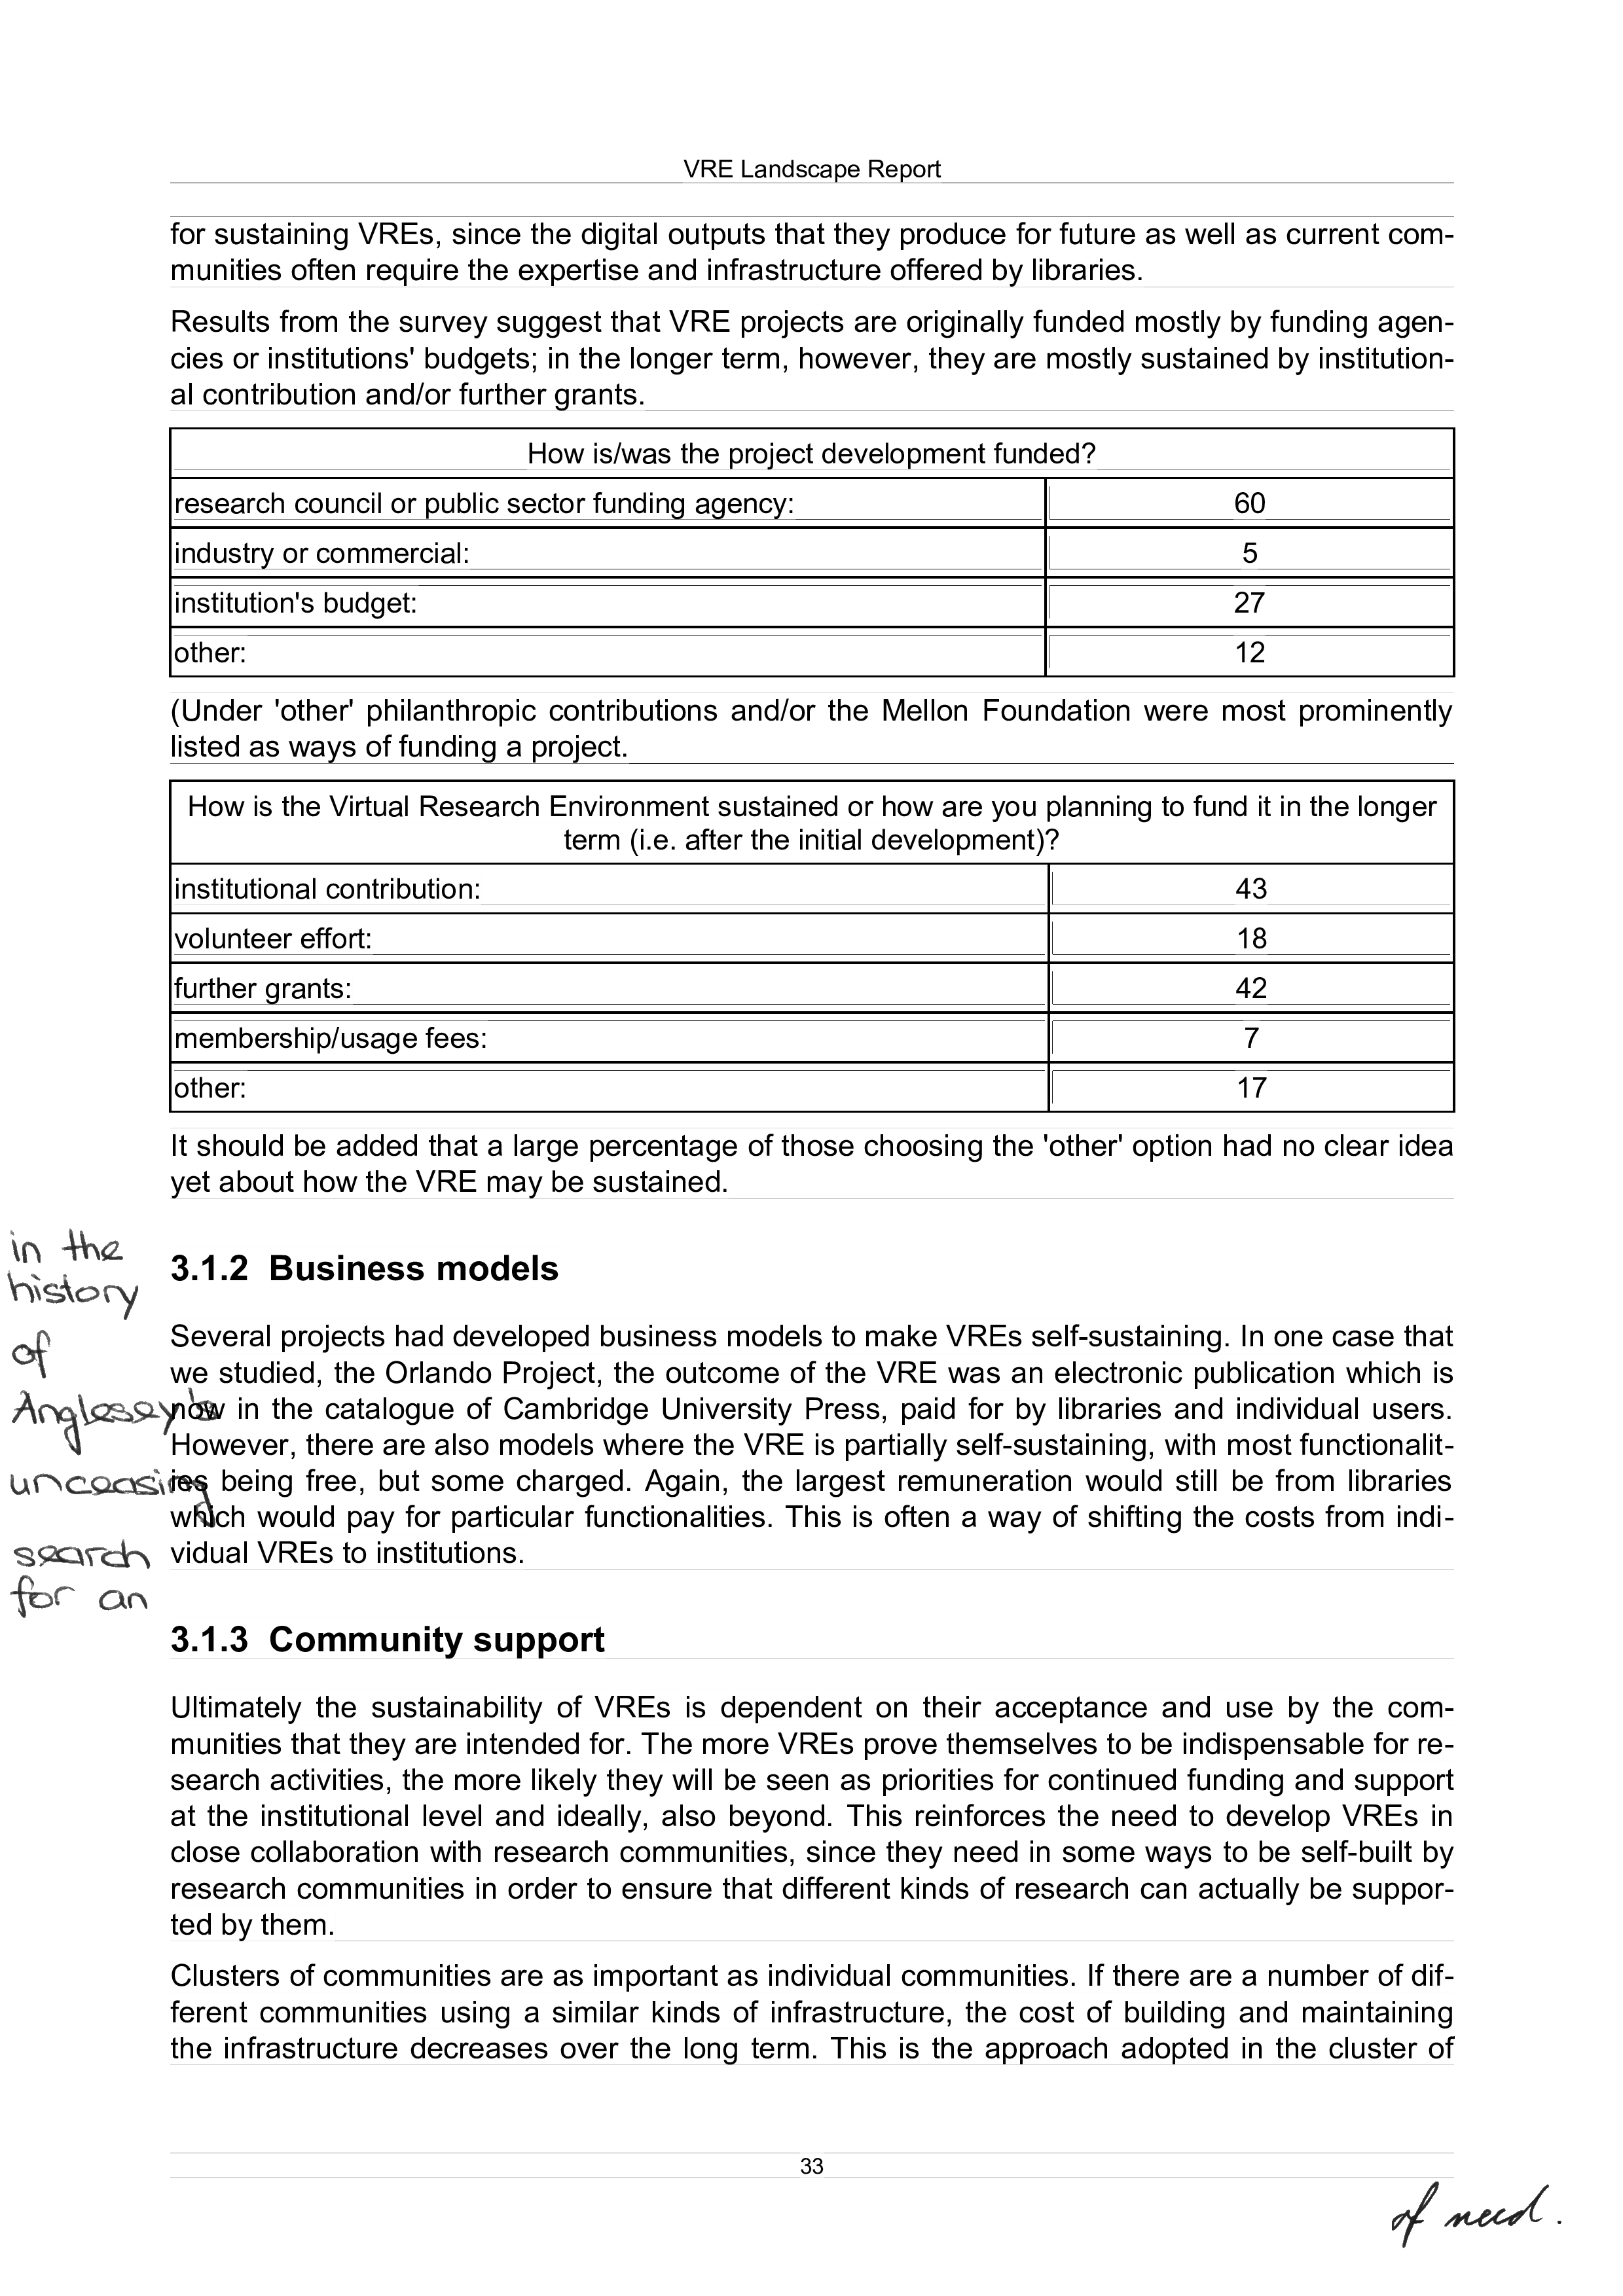 VRE Landscape Report
for sustaining VREs, since the digital outputs that they produce for future as well as current com-
munities often require the expertise and infrastructure offered by libraries.
Results from the survey suggest that VRE projects are originally funded mostly by funding agen-
cies or institutions' budgets; in the longer term, however, they are mostly sustained by institution-
al contribution and/or further grants.
How is/was the project development funded?
research council or public sector funding agency: 60
industry or commercial: 5
institution's budget: 27
other: 12
(Under 'other' philanthropic contributions and/or the Mellon Foundation were most prominently
listed as ways of funding a project.
How is the Virtual Research Environment sustained or how are you planning to fund it in the longer
term (i.e. after the initial development)?
institutional contribution: 43
volunteer effort: 18
further grants: 42
membership/usage fees: 7
other: 17
It should be added that a large percentage of those choosing the 'other' option had no clear idea
yet about how the VRE may be sustained.
in the
history
of
Anglesey's
unceasing
search
for an
3.1.2 Business models
Several projects had developed business models to make VREs self-sustaining. In one case that
we studied, the Orlando Project, the outcome of the VRE was an electronic publication which is
now in the catalogue of Cambridge University Press, paid for by libraries and individual users.
However, there are also models where the VRE is partially self-sustaining, with most functionalit-
ies being free, but some charged. Again, the largest remuneration would still be from libraries
which would pay for particular functionalities. This is often a way of shifting the costs from indi-
vidual VREs to institutions.
3.1.3 Community support
Ultimately the sustainability of VREs is dependent on their acceptance and use by the com-
munities that they are intended for. The more VREs prove themselves to be indispensable for re-
search activities, the more likely they will be seen as priorities for continued funding and support
at the institutional level and ideally, also beyond. This reinforces the need to develop VREs in
close collaboration with research communities, since they need in some ways to be self-built by
research communities in order to ensure that different kinds of research can actually be suppor-
ted by them.
Clusters of communities are as important as individual communities. If there are a number of dif-
ferent communities using a similar kinds of infrastructure, the cost of building and maintaining
the infrastructure decreases over the long term. This is the approach adopted in the cluster of
33
of need.